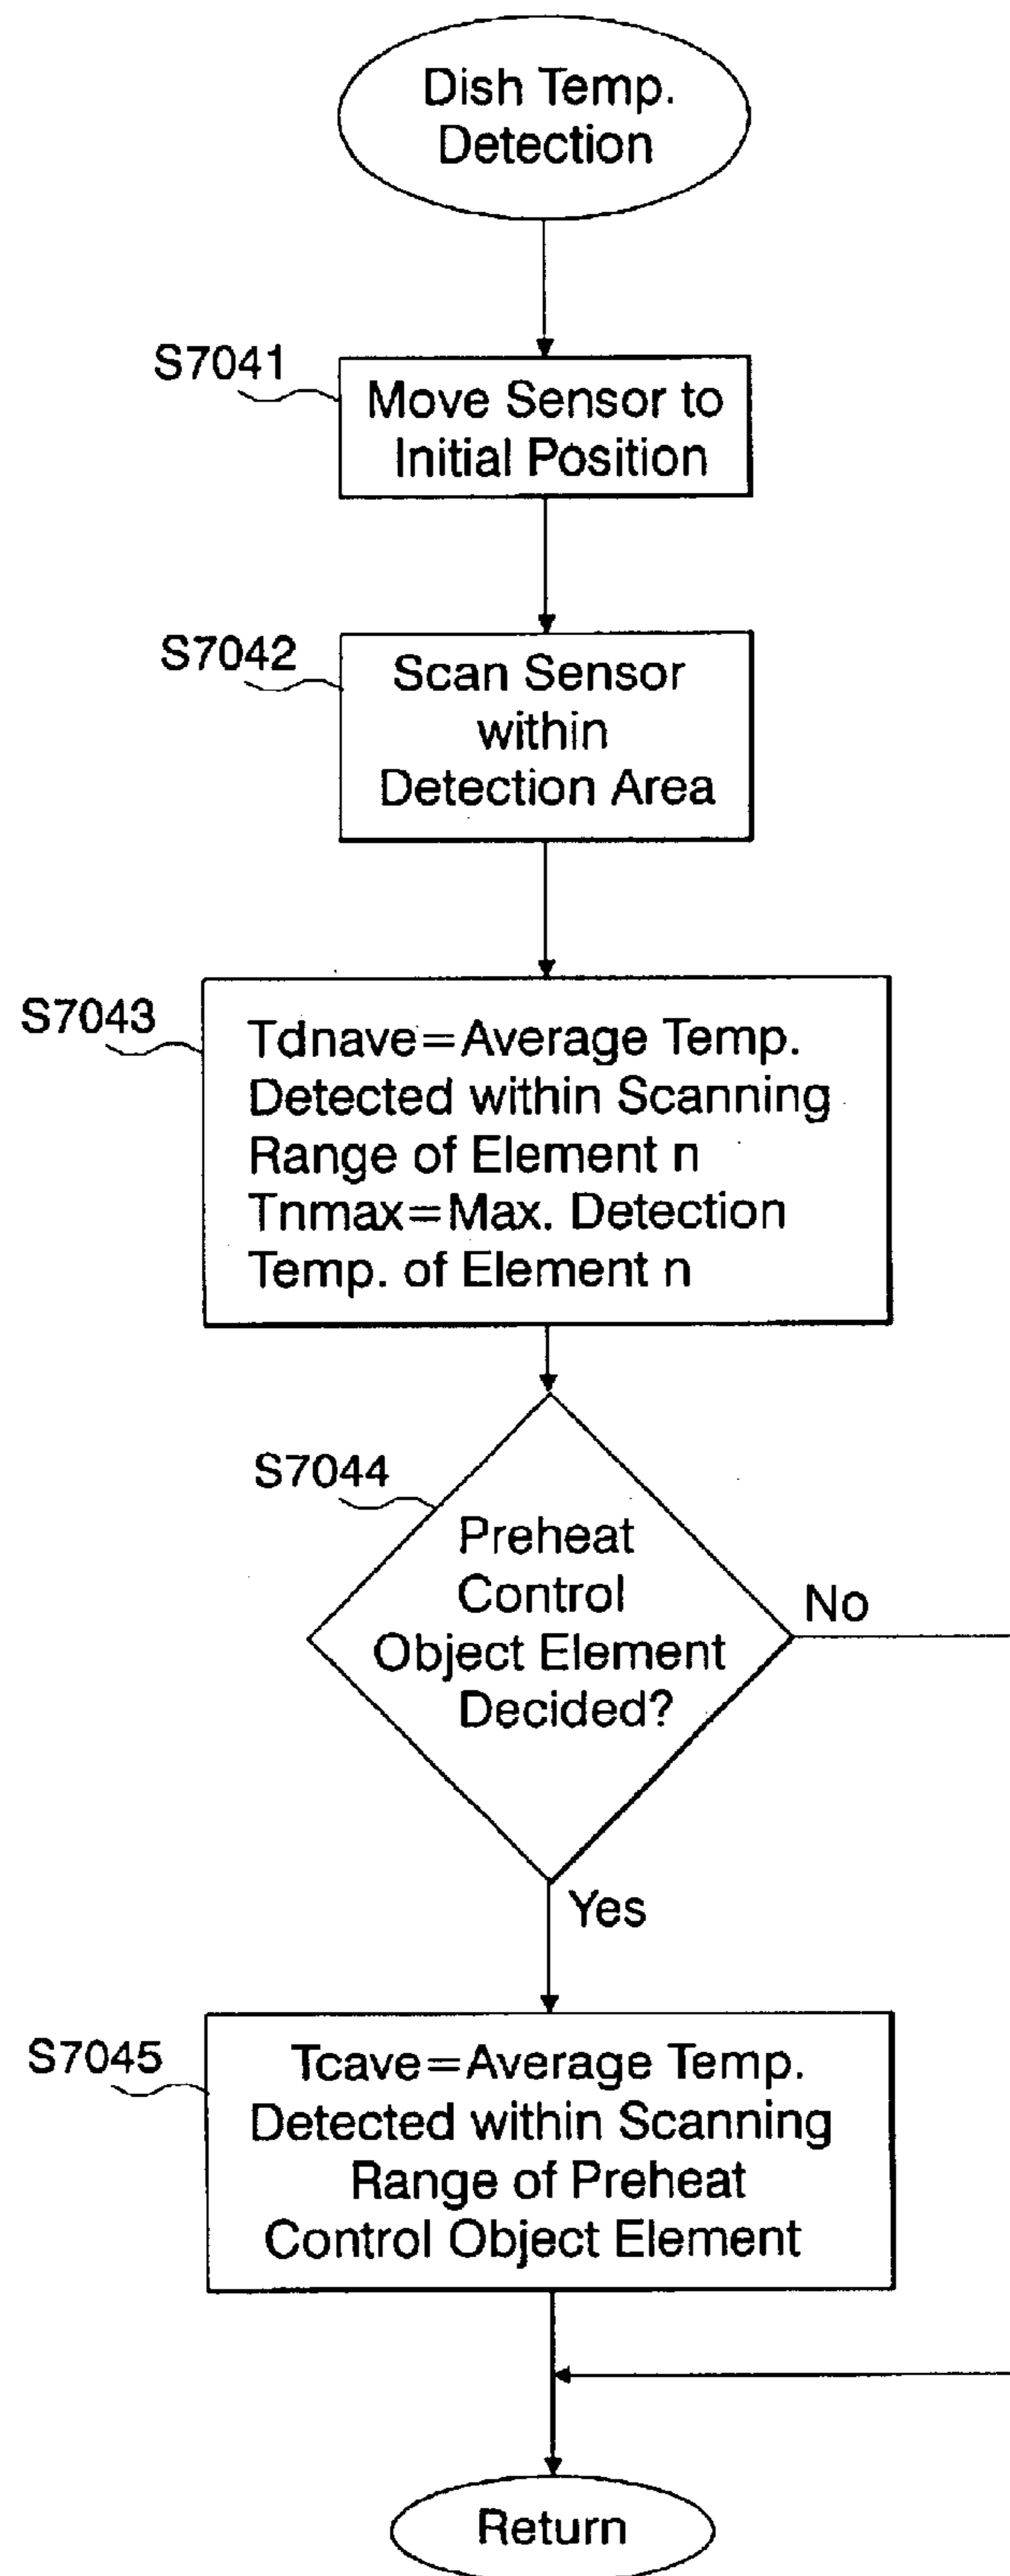 Dish Temp.
Detection
S7041
Move Sensor to
Initial Position
S7042
Scan Sensor
within
Detection Area
S7043
Tdnave=Average Temp.
Detected within Scanning
Range of Element n
Tnmax=Max. Detection
Temp. of Element n
S7044
Preheat
Control
Object Element
Decided?
No
Yes
S7045
Tcave=Average Temp.
Detected within Scanning
Range of Preheat
Control Object Element
Return